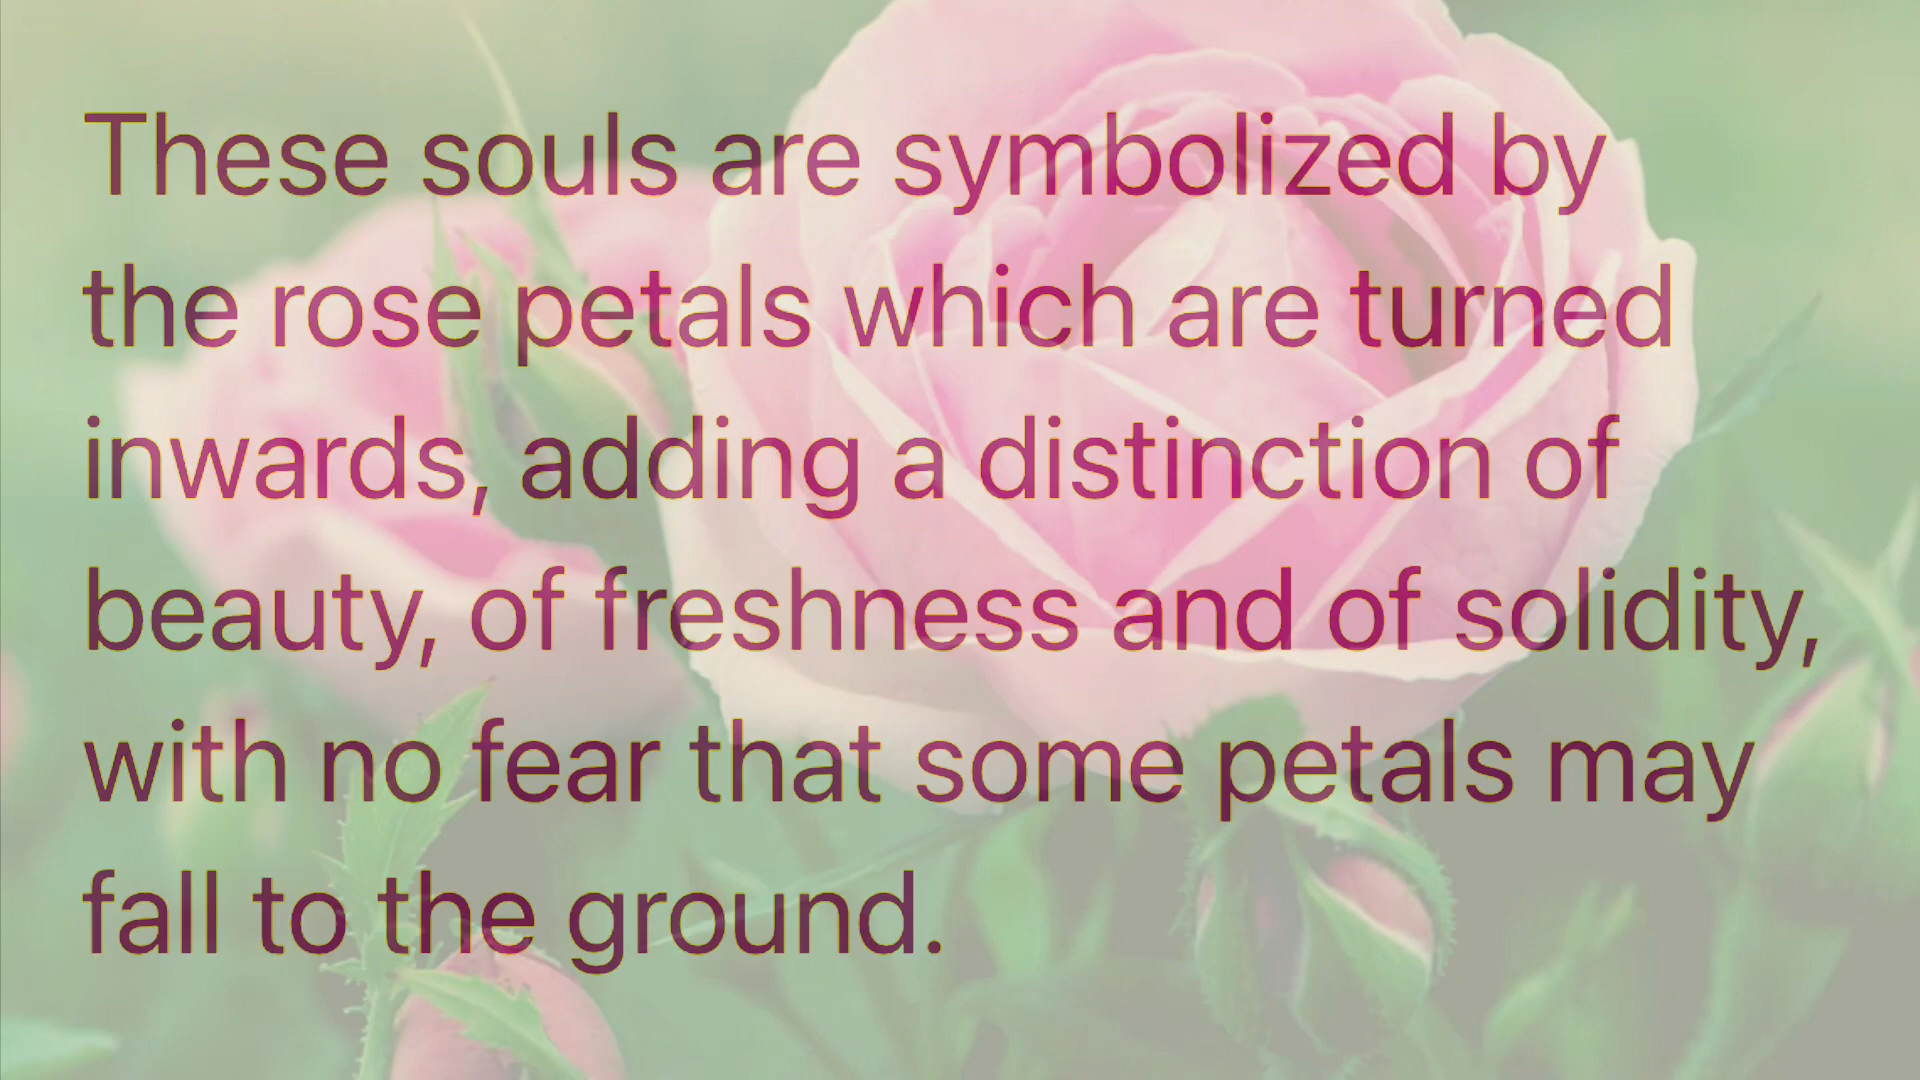 These souls are symbolized by
the rose petals which are turned
inwards, adding a distinction of
beauty, of freshness and of solidity,
with no fear that some petals may
fall to the ground.